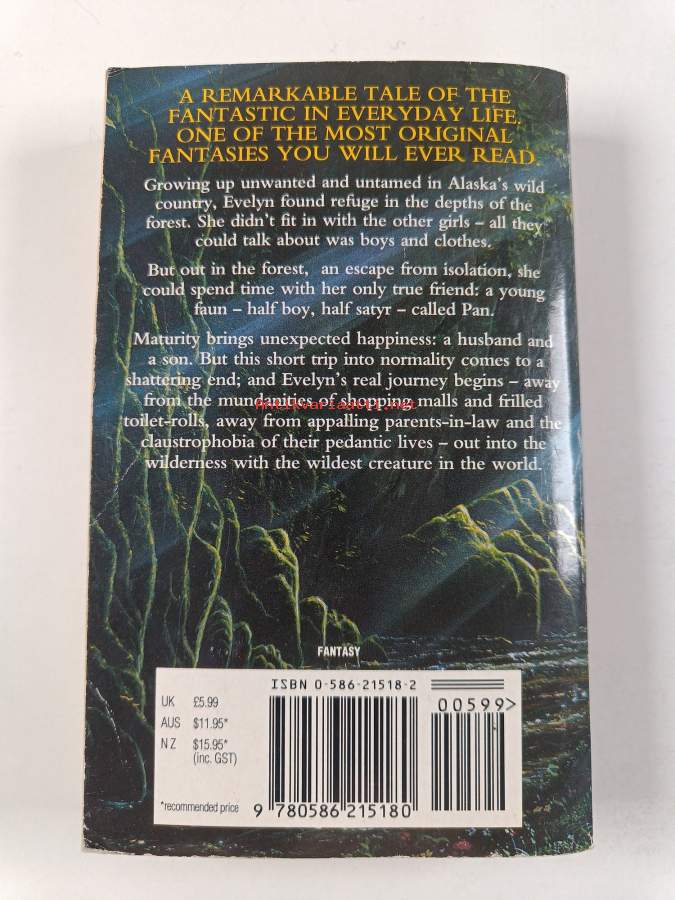 A REMARKABLE TALE OF THE
FANTASTIC IN EVERYDAY LIFE.
ONE OF THE MOST ORIGINAL
FANTASIES YOU WILL EVER READ.
Growing up unwanted and untamed in Alaska's wild
country, Evelyn found refuge in the depths of the
forest. She didn't fit in with the other girls – all they
could talk about was boys and clothes.
But out in the forest, an escape from isolation, she
could spend time with her only true friend: a young
faun – half boy, half satyr – called Pan.
Maturity brings unexpected happiness: a husband and
a son. But this short trip into normality comes to a
shattering end; and Evelyn's real journey begins – away
from the mundanities of shopping malls and frilled
Antikvariaatti.net
toilet-rolls, away from appalling parents-in-law and the
claustrophobia of their pedantic lives – out into the
wilderness with the wildest creature in the world.
FANTASY
ISBN 0-586-21518-2
UK £5.99
AUS $11.95*
NZ $15.95*
(inc. GST)
*recommended price
00599>
9 780586 215180